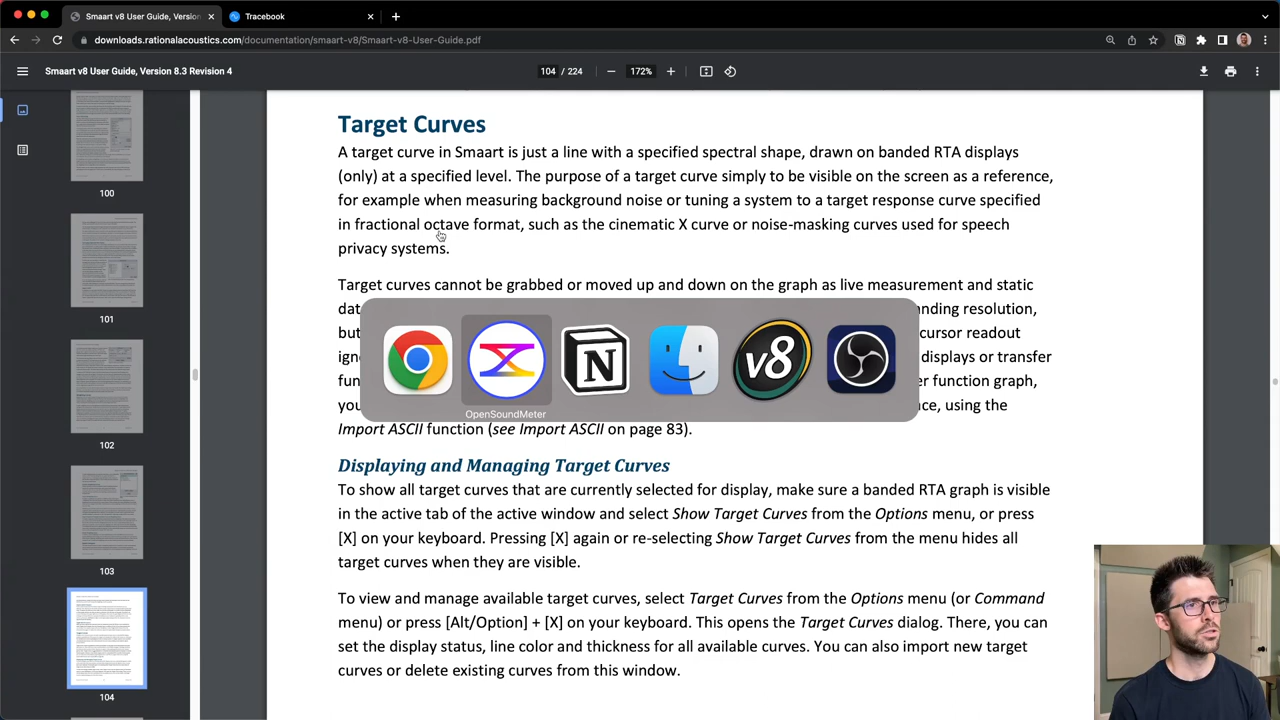 Smaart v8 User Guide, Versio
Tracebook
downloads.rationalacoustics.com/documentation/smaart-v8/Smaart-v8-User-Guide.pdf
Smaart v8 User Guide, Version 8.3 Revision 4
104 / 224
172%
100
101
102
103
104
Target Curves
A target curve in Smaart is just a line with a specified spectral shape, drawn on banded RTA displays
(only) at a specified level. The purpose of a target curve simply to be visible on the screen as a reference,
for example when measuring background noise or tuning a system to a target response curve specified
in fractional octave format, such as the cinematic X curve or noise-masking curves used for speech
privacy systems.
Target curves cannot be grabbed or moved up and down on the graph as live measurement and static
dat nding resolution,
but cursor readout
ign displays or transfer
fun er function graph,
yo ce, using the
Import ASCII function (see Import ASCII on page 83).
v8
OpenSoundMeter
Displaying and Managing Target Curves
To show all target curves that are currently selected for display, make sure a banded RTA graph is visible
in the active tab of the active window and select Show Target Curves from the Options menu, or press
[X] on your keyboard. Pressing [X] again or re-selecting Show Target Curves from the menu hides all
target curves when they are visible.
To view and manage available target curves, select Target Curves from the Options menu (or Command
menu) or press [Alt/Option] + [X] on your keyboard. This opens the Target Curves dialog. There, you can
display status, line color and thickness for all available curves. You can also import new target
curves or delete existing curves from this window.